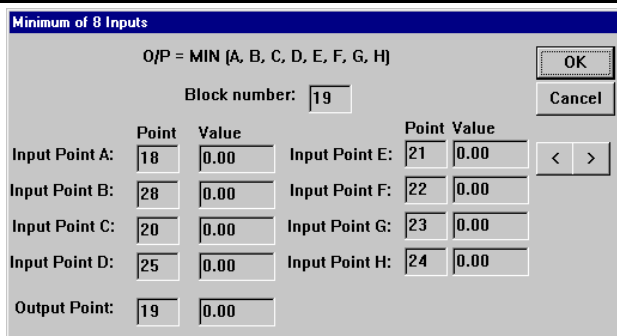 Minimum of 8 Inputs
O/P = MIN (A, B, C, D, E, F, G, H)
OK
Block number: 19
Cancel
Point Value Point Value
Input Point A: 18 0.00 Input Point E: 21 0.00
< >
Input Point B: 28 0.00 Input Point F: 22 0.00
Input Point C: 20 0.00 Input Point G: 23 0.00
Input Point D: 25 0.00 Input Point H: 24 0.00
Output Point: 19 0.00